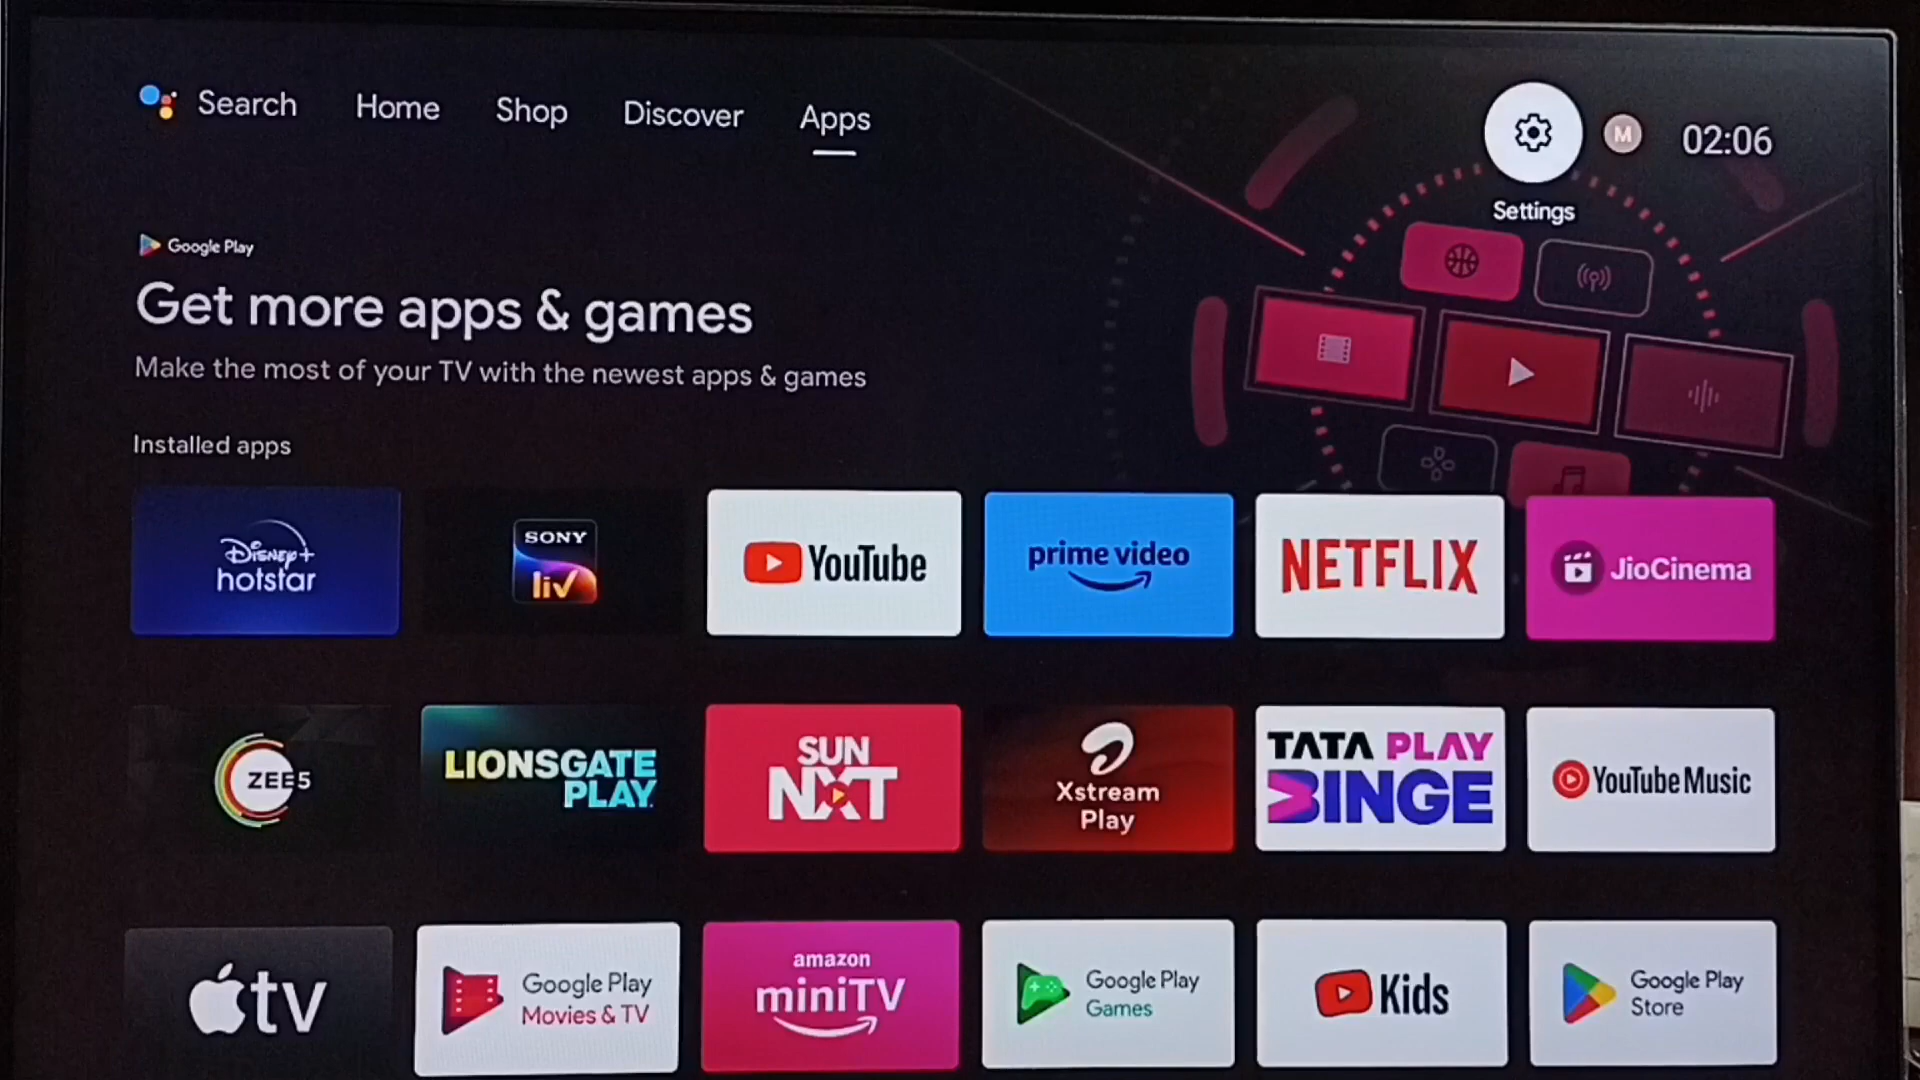 Search Home Shop Discover Apps
M 02:06
Settings
Google Play
Get more apps & games
Make the most of your TV with the newest apps & games
Installed apps
Disney+
hotstar
SONY
liv
YouTube
prime video
NETFLIX
JioCinema
ZEE5
LIONSGATE
PLAY
SUN
NXT
Xstream
Play
TATA PLAY
BINGE
YouTube Music
tv
Google Play
Movies & TV
amazon
miniTV
Google Play
Games
Kids
Google Play
Store